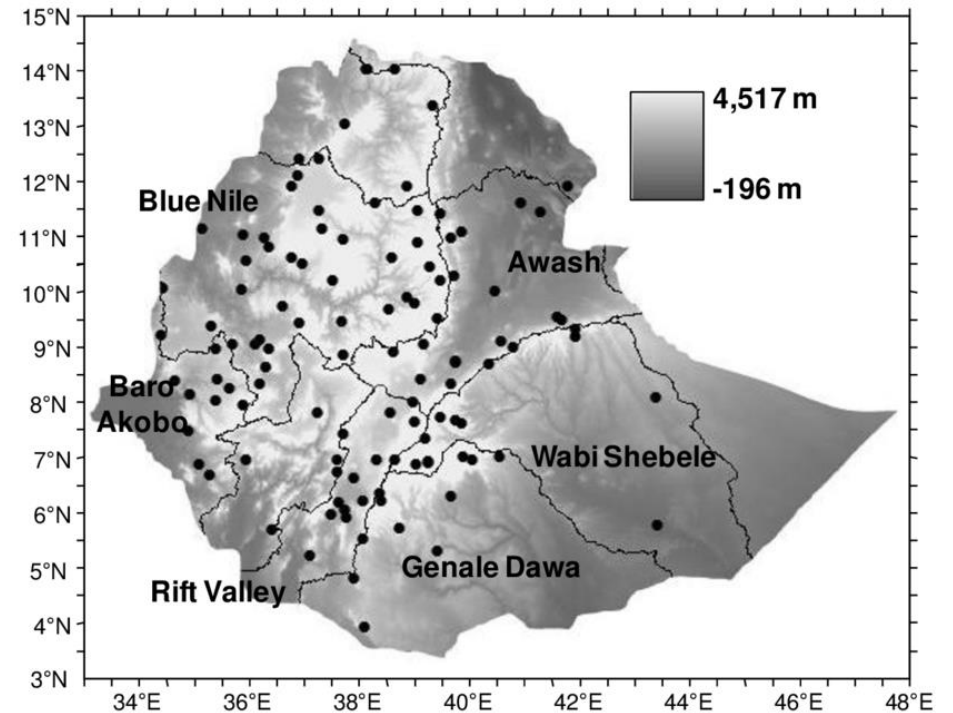 15°N
14°N
13°N
12°N
11°N
10°N
9°N
8°N
7°N
6°N
5°N
4°N
3°N
4,517 m
-196 m
Blue Nile
Awash
Baro
Akobo
Wabi Shebele
Genale Dawa
Rift Valley
34°E 36°E 38°E 40°E 42°E 44°E 46°E 48°E